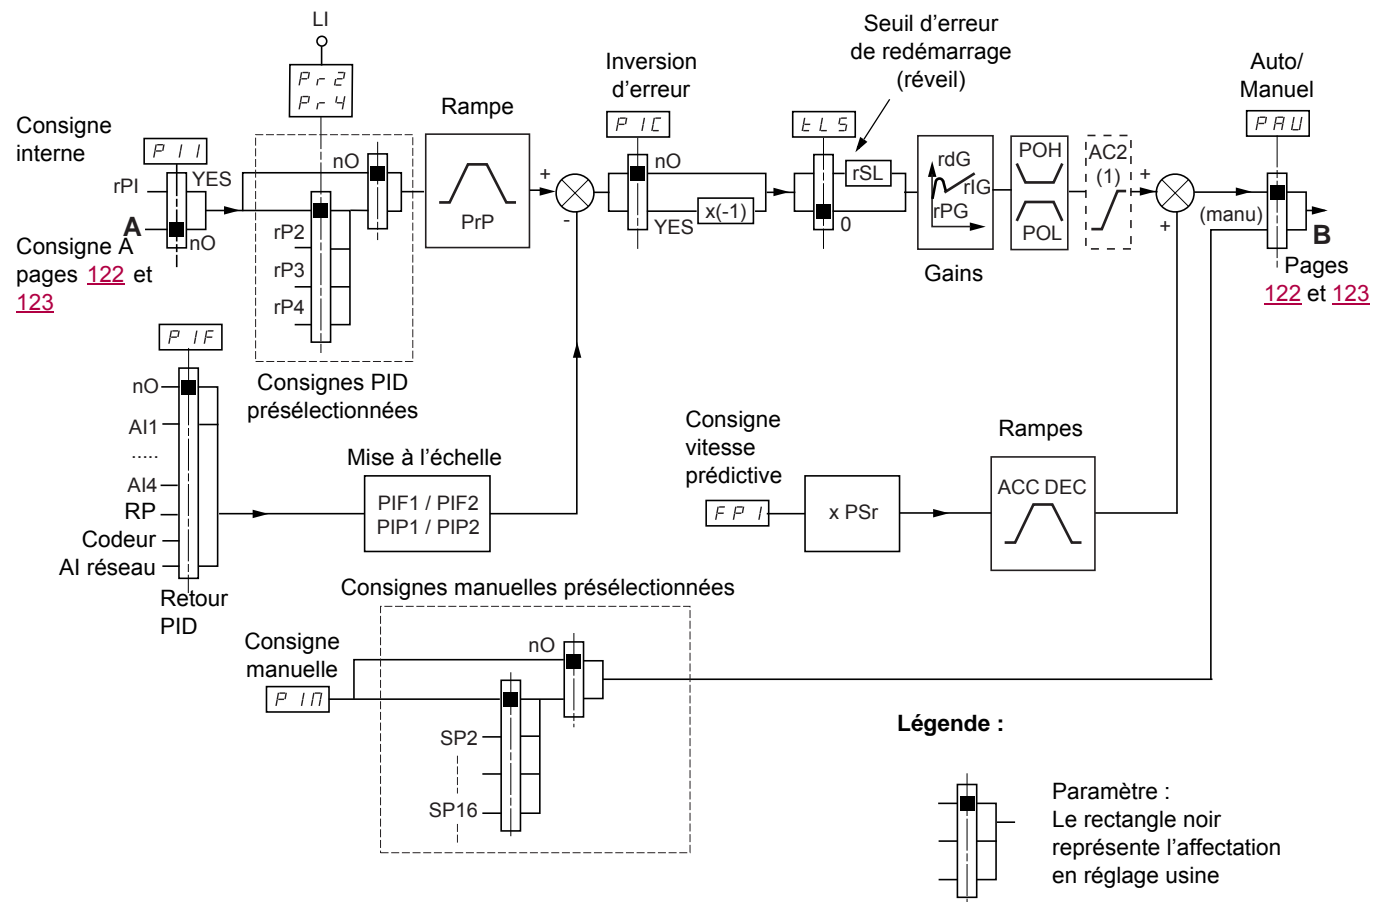 LI
Pr2
Pr4
Consigne
interne
PII
rPI
YES
A
nO
Consigne A
pages 122 et
123
nO
rP2
rP3
rP4
Consignes PID
présélectionnées
Rampe
PrP
+
-
Inversion
d'erreur
PIC
nO
YES
x(-1)
tLS
Seuil d'erreur
de redémarrage
(réveil)
rSL
0
rdG
rIG
rPG
Gains
POH
POL
AC2
(1)
+
+
Auto/
Manuel
PAU
(manu)
B
Pages
122 et 123
PIF
nO
AI1
.....
AI4
RP
Codeur
AI réseau
Retour
PID
Mise à l'échelle
PIF1 / PIF2
PIP1 / PIP2
Consigne
vitesse
prédictive
FPI
x PSr
Rampes
ACC DEC
Consignes manuelles présélectionnées
Consigne
manuelle
PIM
nO
SP2
SP16
Légende :
Paramètre :
Le rectangle noir
représente l'affectation
en réglage usine